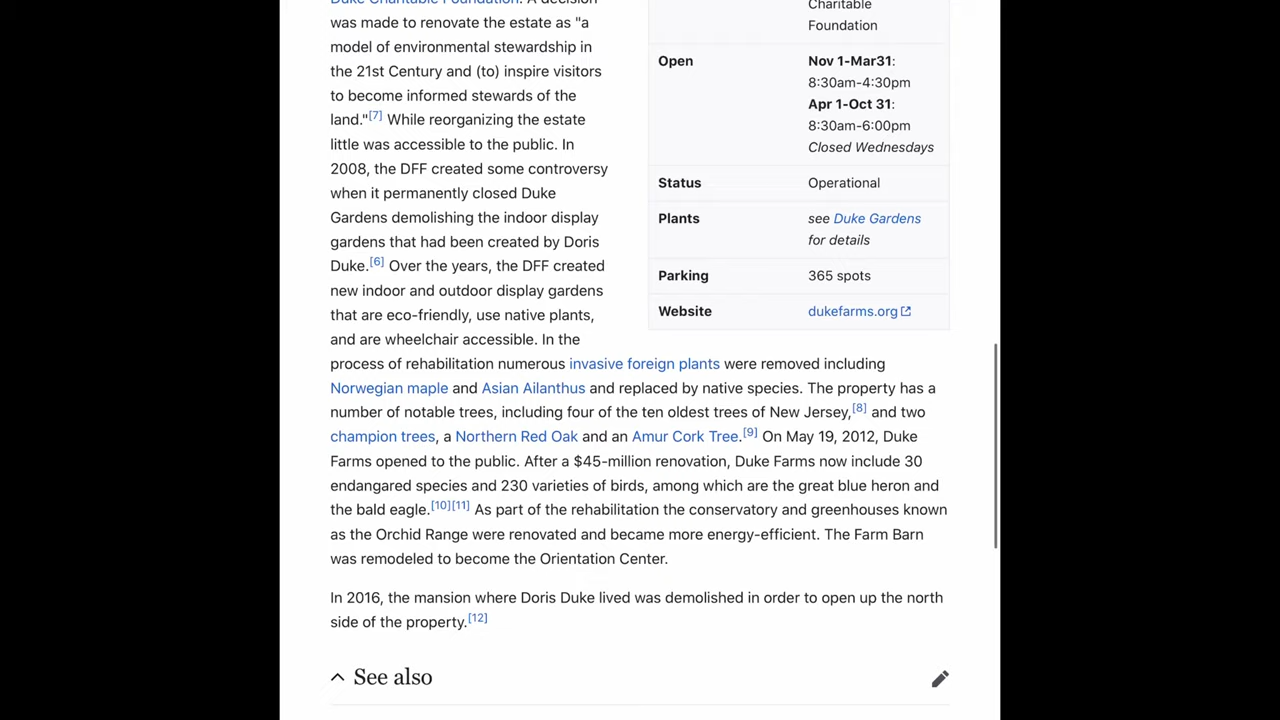 Duke Charitable Foundation. A decision
was made to renovate the estate as "a
model of environmental stewardship in
the 21st Century and (to) inspire visitors
to become informed stewards of the
land."[7] While reorganizing the estate
little was accessible to the public. In
2008, the DFF created some controversy
when it permanently closed Duke
Gardens demolishing the indoor display
gardens that had been created by Doris
Duke.[6] Over the years, the DFF created
new indoor and outdoor display gardens
that are eco-friendly, use native plants,
and are wheelchair accessible. In the
process of rehabilitation numerous invasive foreign plants were removed including
Norwegian maple and Asian Ailanthus and replaced by native species. The property has a
number of notable trees, including four of the ten oldest trees of New Jersey,[8] and two
champion trees, a Northern Red Oak and an Amur Cork Tree.[9] On May 19, 2012, Duke
Farms opened to the public. After a $45-million renovation, Duke Farms now include 30
endangered species and 230 varieties of birds, among which are the great blue heron and
the bald eagle.[10][11] As part of the rehabilitation the conservatory and greenhouses known
as the Orchid Range were renovated and became more energy-efficient. The Farm Barn
was remodeled to become the Orientation Center.
In 2016, the mansion where Doris Duke lived was demolished in order to open up the north
side of the property.[12]
Charitable
Foundation
Open Nov 1-Mar31:
8:30am-4:30pm
Apr 1-Oct 31:
8:30am-6:00pm
Closed Wednesdays
Status Operational
Plants see Duke Gardens
for details
Parking 365 spots
Website dukefarms.org
See also